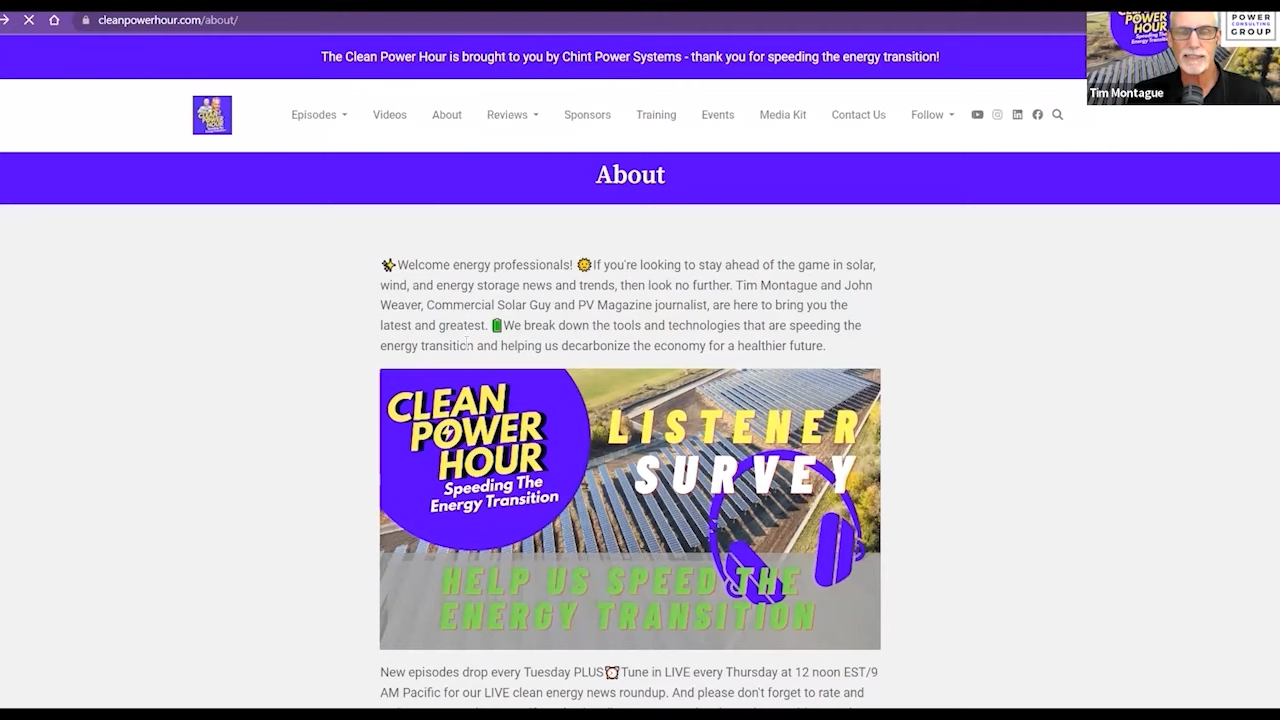 cleanpowerhour.com/about/
The Clean Power Hour is brought to you by Chint Power Systems - thank you for speeding the energy transition!
POWER
CONSULTING
GROUP
Tim Montague
Episodes Videos About Reviews Sponsors Training Events Media Kit Contact Us Follow
About
Welcome energy professionals! If you're looking to stay ahead of the game in solar,
wind, and energy storage news and trends, then look no further. Tim Montague and John
Weaver, Commercial Solar Guy and PV Magazine journalist, are here to bring you the
latest and greatest. We break down the tools and technologies that are speeding the
energy transition and helping us decarbonize the economy for a healthier future.
CLEAN
POWER
HOUR
Speeding The
Energy Transition
LISTENER
SURVEY
HELP US SPEED THE
ENERGY TRANSITION
New episodes drop every Tuesday PLUS Tune in LIVE every Thursday at 12 noon EST/9
AM Pacific for our LIVE clean energy news roundup. And please don't forget to rate and